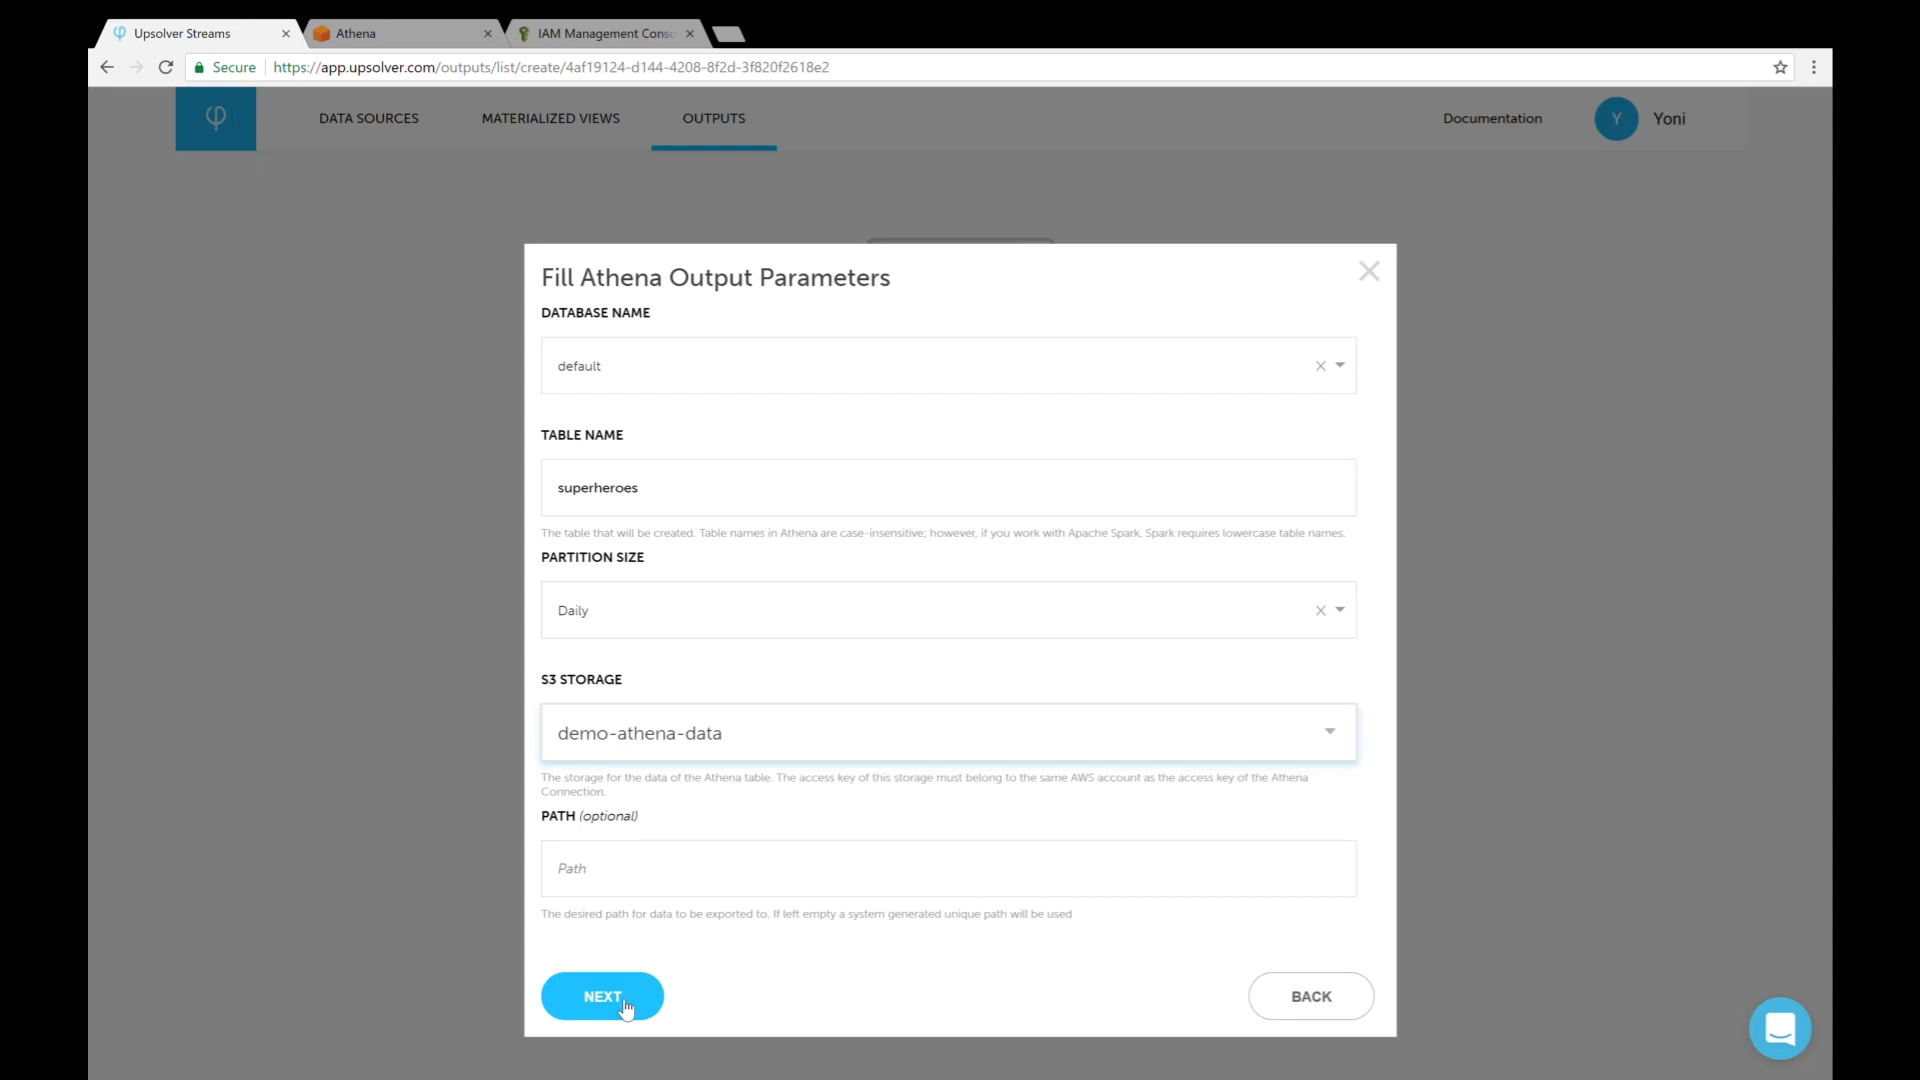 Upsolver Streams
Athena
IAM Management Conso
Secure
https://app.upsolver.com/outputs/list/create/4af19124-d144-4208-8f2d-3f820f2618e2
φ
DATA SOURCES
MATERIALIZED VIEWS
OUTPUTS
Documentation
Y
Yoni
Fill Athena Output Parameters
DATABASE NAME
default
TABLE NAME
superheroes
The table that will be created. Table names in Athena are case-insensitive; however, if you work with Apache Spark, Spark requires lowercase table names.
PARTITION SIZE
Daily
S3 STORAGE
demo-athena-data
The storage for the data of the Athena table. The access key of this storage must belong to the same AWS account as the access key of the Athena
Connection.
PATH (optional)
Path
The desired path for data to be exported to. If left empty a system generated unique path will be used
NEXT
BACK